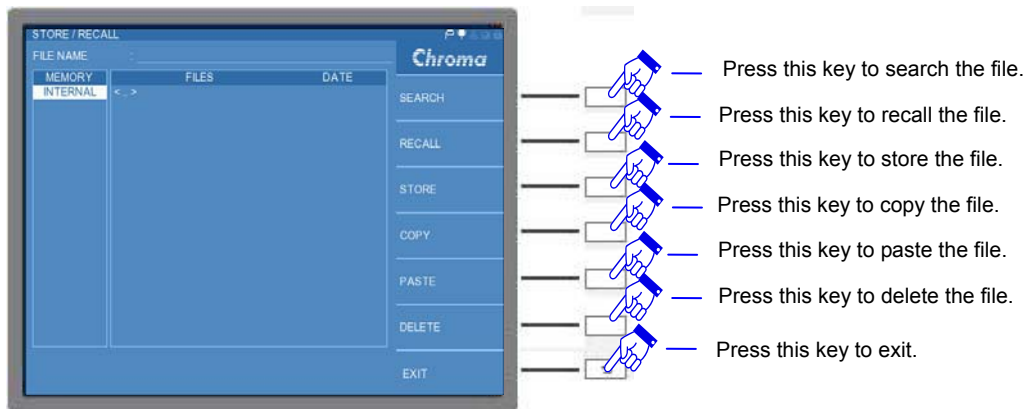 STORE / RECALL
Chroma
FILE NAME :
MEMORY FILES DATE
INTERNAL < .. >
SEARCH
RECALL
STORE
COPY
PASTE
DELETE
EXIT
Press this key to search the file.
Press this key to recall the file.
Press this key to store the file.
Press this key to copy the file.
Press this key to paste the file.
Press this key to delete the file.
Press this key to exit.